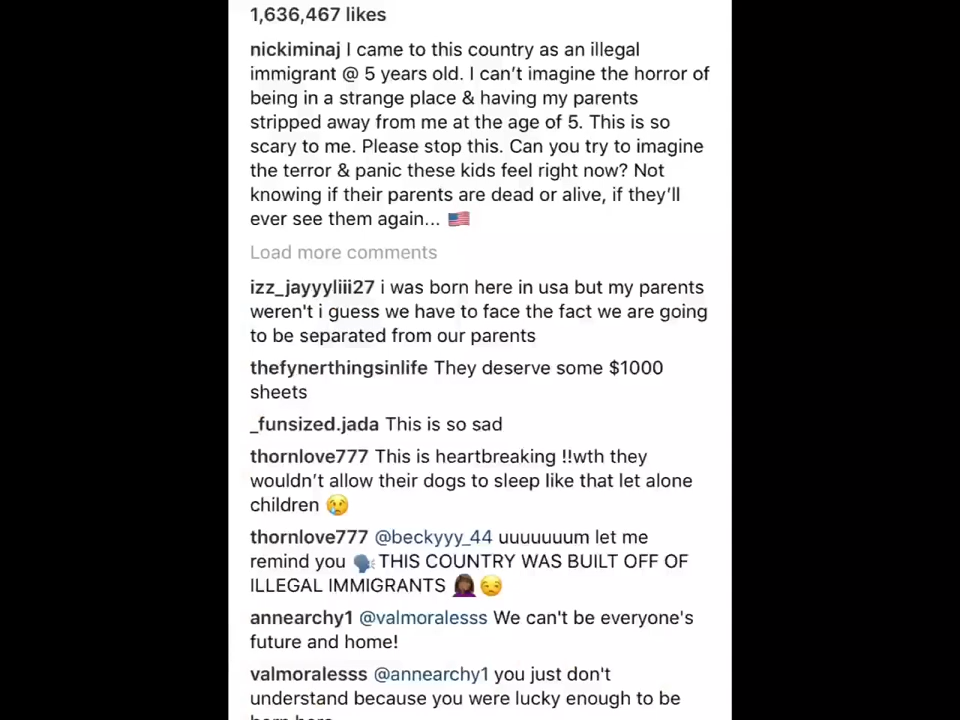 1,636,467 likes
nickiminaj I came to this country as an illegal
immigrant @ 5 years old. I can't imagine the horror of
being in a strange place & having my parents
stripped away from me at the age of 5. This is so
scary to me. Please stop this. Can you try to imagine
the terror & panic these kids feel right now? Not
knowing if their parents are dead or alive, if they'll
ever see them again... 🇺🇸
Load more comments
izz_jayyyliii27 i was born here in usa but my parents
weren't i guess we have to face the fact we are going
to be separated from our parents
thefynerthingsinlife They deserve some $1000
sheets
_funsized.jada This is so sad
thornlove777 This is heartbreaking !!wth they
wouldn't allow their dogs to sleep like that let alone
children 😢
thornlove777 @beckyyy_44 uuuuuuum let me
remind you 🗣THIS COUNTRY WAS BUILT OFF OF
ILLEGAL IMMIGRANTS 🙇🏾‍♀️😒
annearchy1 @valmoralesss We can't be everyone's
future and home!
valmoralesss @annearchy1 you just don't
understand because you were lucky enough to be
born here